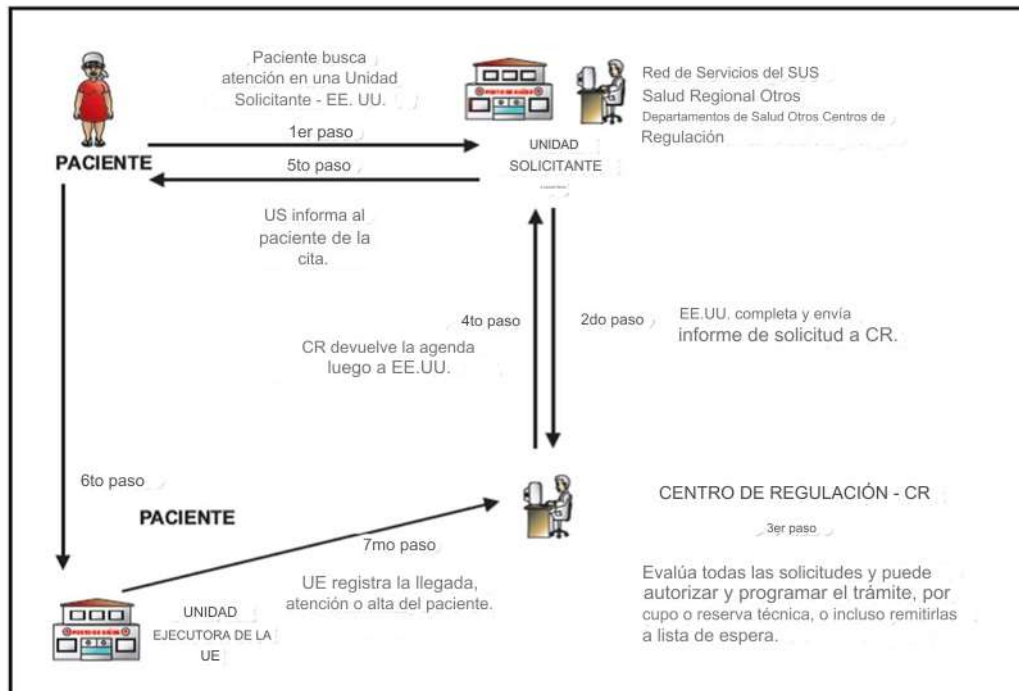 Paciente busca
atención en una Unidad
Solicitante - EE. UU.
1er paso
PACIENTE
5to paso
US informa al
paciente de la
cita.
UNIDAD
SOLICITANTE
Red de Servicios del SUS
Salud Regional Otros
Departamentos de Salud Otros Centros de
Regulación
4to paso
CR devuelve la agenda
luego a EE.UU.
2do paso
EE.UU. completa y envía
informe de solicitud a CR.
6to paso
PACIENTE
7mo paso
UE registra la llegada,
atención o alta del paciente.
UNIDAD
EJECUTORA DE LA
UE
CENTRO DE REGULACIÓN - CR
3er paso
Evalúa todas las solicitudes y puede
autorizar y programar el trámite, por
cupo o reserva técnica, o incluso remitirlas
a lista de espera.